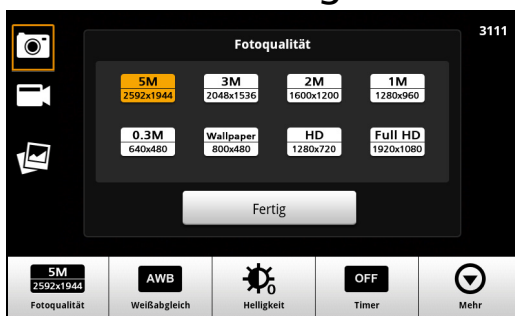 3111
Fotoqualität
5M 3M 2M 1M
2592x1944 2048x1536 1600x1200 1280x960
0.3M Wallpaper HD Full HD
640x480 800x480 1280x720 1920x1080
Fertig
5M AWB 0 OFF
2592x1944
Fotoqualität Weißabgleich Helligkeit Timer Mehr